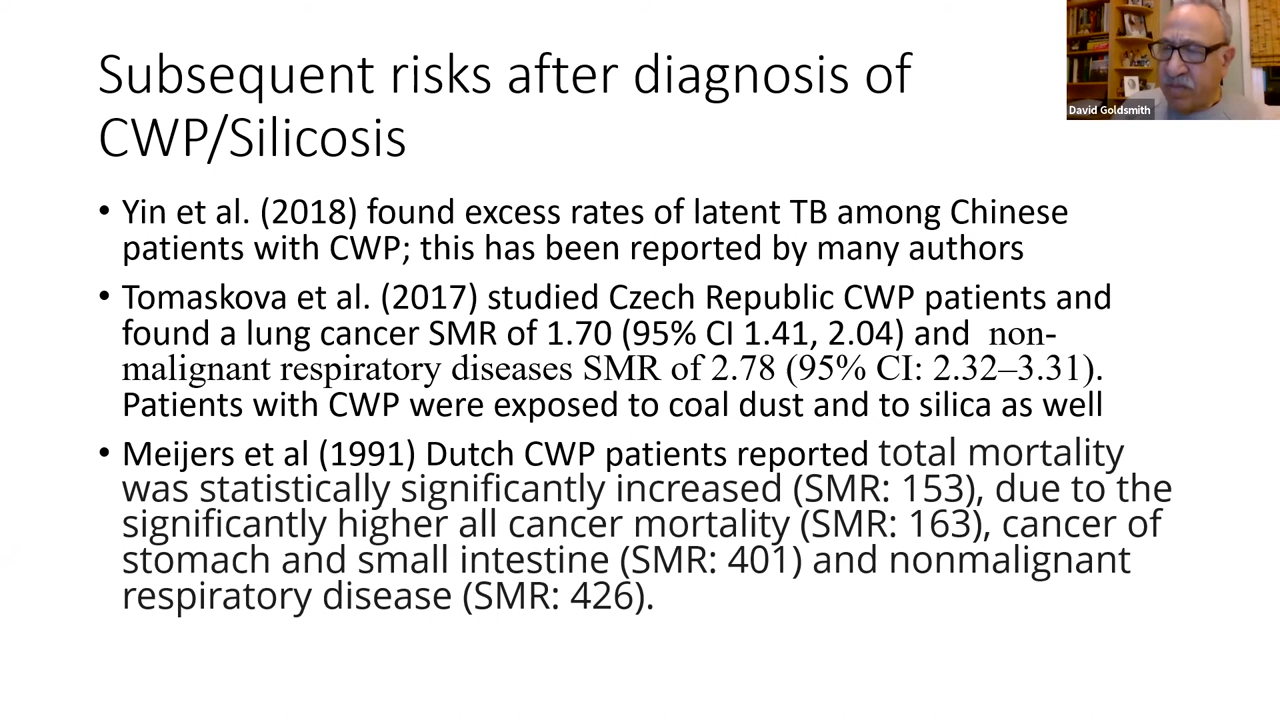 Subsequent risks after diagnosis of
CWP/Silicosis
David Goldsmith
• Yin et al. (2018) found excess rates of latent TB among Chinese
patients with CWP; this has been reported by many authors
• Tomaskova et al. (2017) studied Czech Republic CWP patients and
found a lung cancer SMR of 1.70 (95% CI 1.41, 2.04) and non-
malignant respiratory diseases SMR of 2.78 (95% CI: 2.32–3.31).
Patients with CWP were exposed to coal dust and to silica as well
• Meijers et al (1991) Dutch CWP patients reported total mortality
was statistically significantly increased (SMR: 153), due to the
significantly higher all cancer mortality (SMR: 163), cancer of
stomach and small intestine (SMR: 401) and nonmalignant
respiratory disease (SMR: 426).